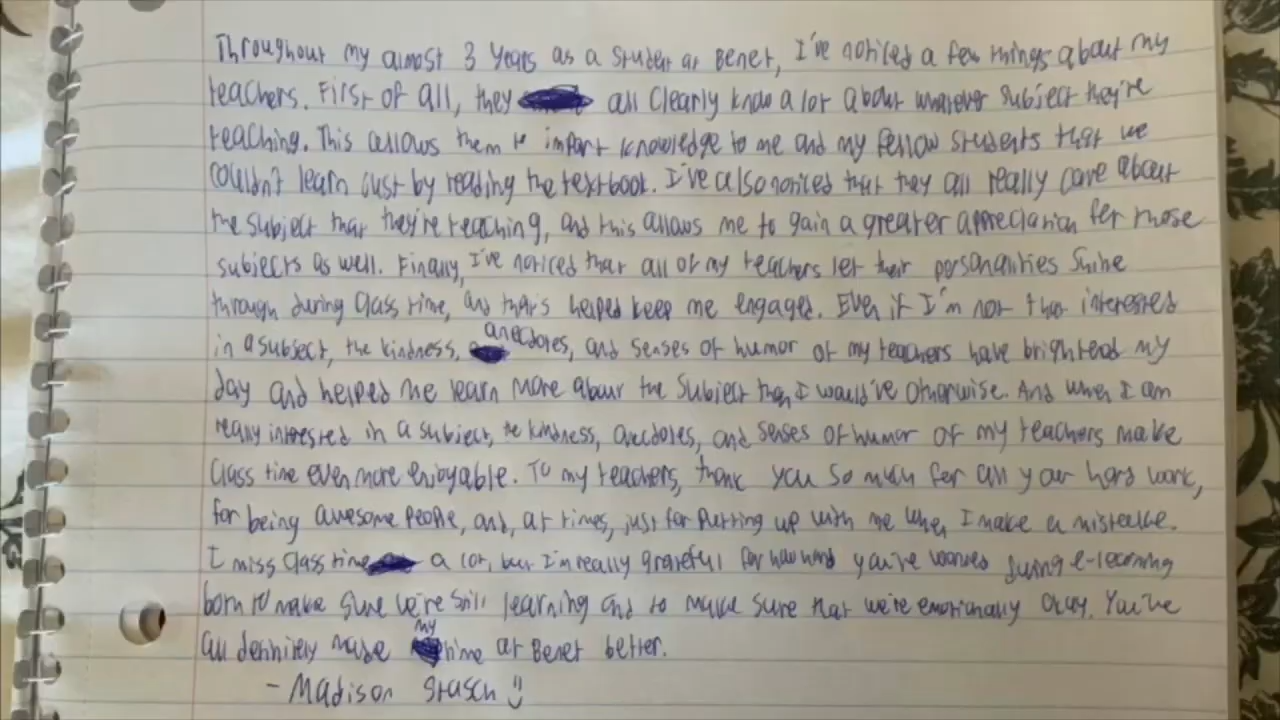 Throughout my almost 3 years as a student at Benet, I've noticed a few things about my
teachers. First of all, they all clearly know a lot about whatever subject they're
teaching. This allows them to impart knowledge to me and my fellow students that we
couldn't learn just by reading the textbook. I've also noticed that they all really care about
the subject that they're teaching, and this allows me to gain a greater appreciation for those
subjects as well. Finally, I've noticed that all of my teachers let their personalities shine
through during class time, and that's helped keep me engaged. Even if I'm not that interested
in a subject, the kindness, anecdotes, and senses of humor of my teachers have brightend my
day and helped me learn more about the subject than I would've otherwise. And when I am
really interested in a subject, the kindness, anecdotes, and senses of humor of my teachers make
class time even more enjoyable. To my teachers, thank you so much for all your hard work,
for being awesome people, and, at times, just for putting up with me when I make a mistake.
I miss class time a lot, but I'm really grateful for how hard you've worked during e-learning
both to make sure we're still learning and to make sure that we're emotionally okay. You've
all definitely made my time at Benet better.
- Madison Grasch :)